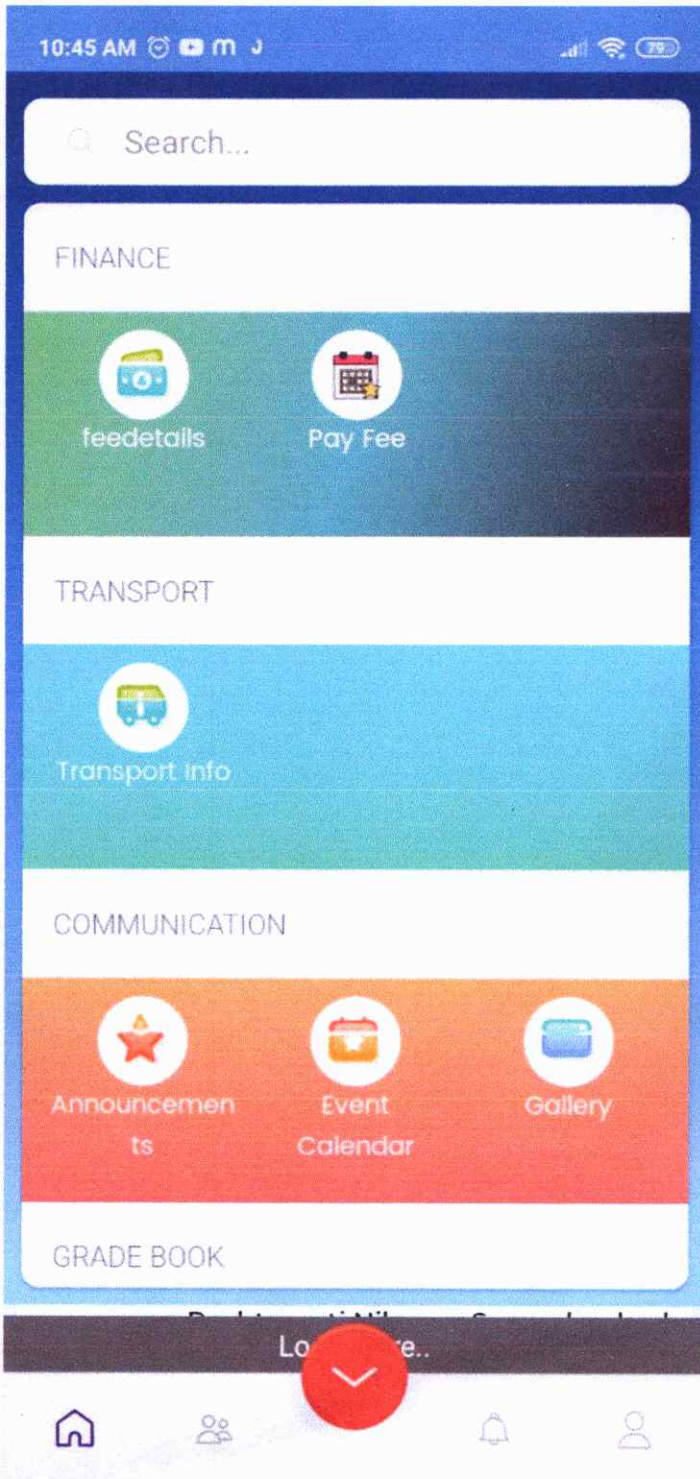 10:45 AM
79
Search...
FINANCE
feedetails
Pay Fee
TRANSPORT
Transport Info
COMMUNICATION
Announcemen
ts
Event
Calendar
Gallery
GRADE BOOK